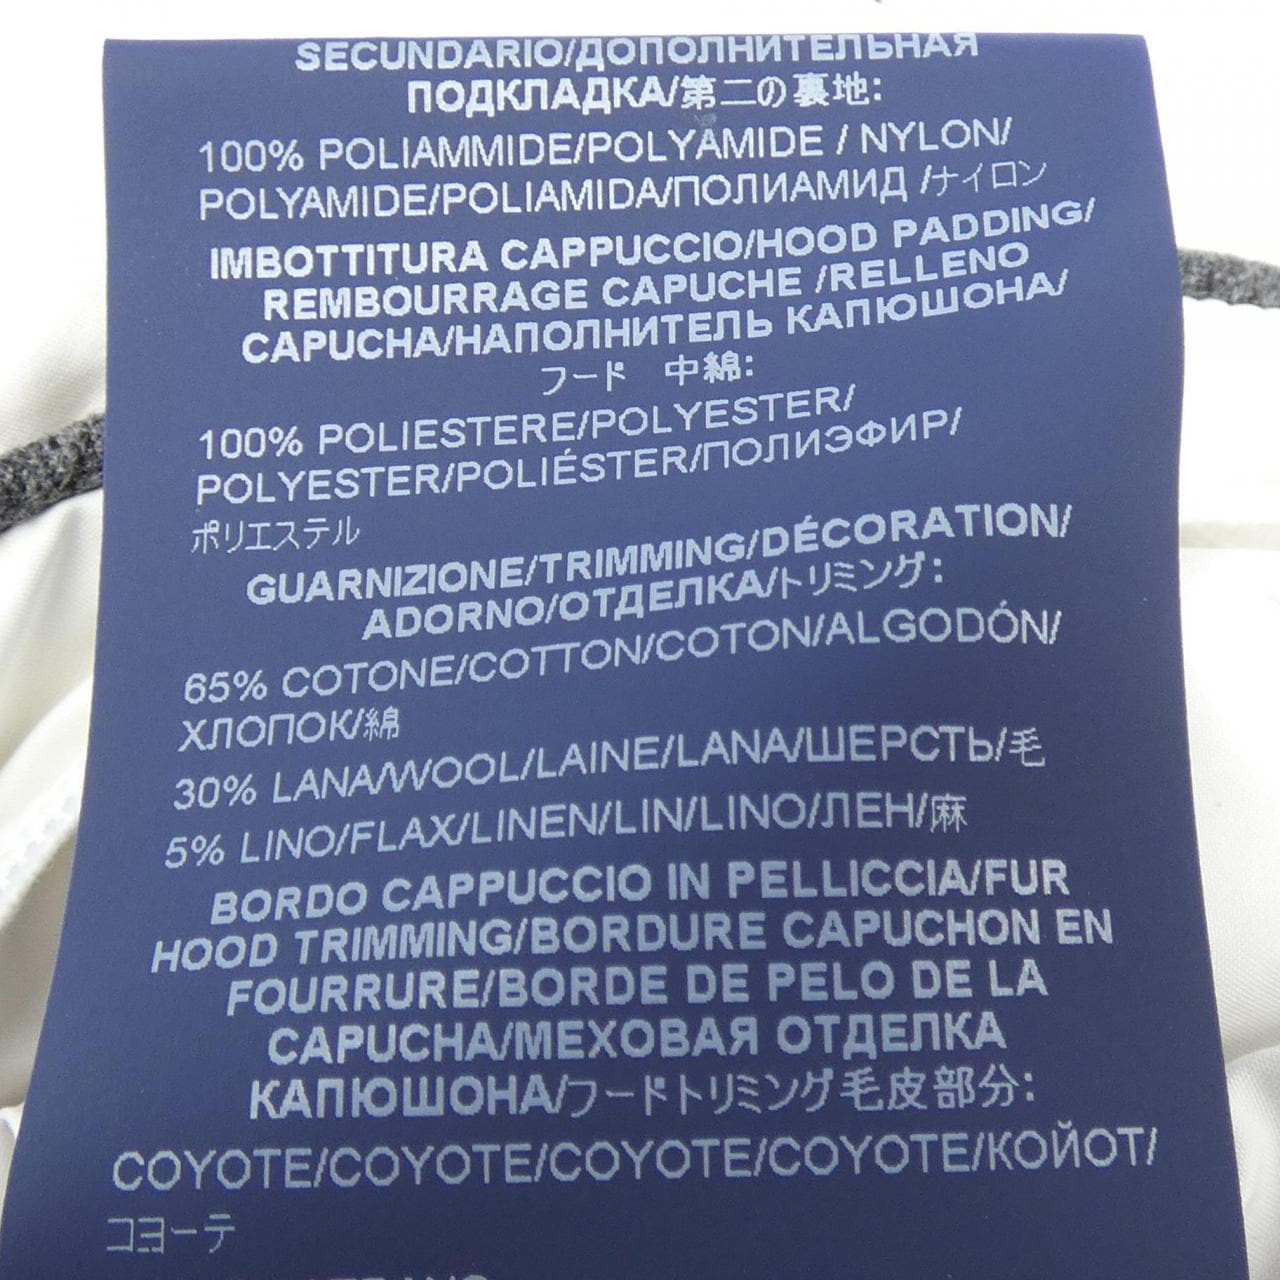 SECUNDARIO/ДОПОЛНИТЕЛЬНАЯ
ПОДКЛАДКА/第二の裏地:
100% POLIAMMIDE/POLYAMIDE / NYLON/
POLYAMIDE/POLIAMIDA/ПОЛИАМИД /ナイロン
IMBOTTITURA CAPPUCCIO/HOOD PADDING/
REMBOURRAGE CAPUCHE /RELLENO
CAPUCHA/НАПОЛНИТЕЛЬ КАПЮШОНА/
フード 中綿:
100% POLIESTERE/POLYESTER/
POLYESTER/POLIÉSTER/ПОЛИЭФИР/
ポリエステル
GUARNIZIONE/TRIMMING/DÉCORATION/
ADORNO/ОТДЕЛКА/トリミング:
65% COTONE/COTTON/COTON/ALGODÓN/
ХЛОПОК/綿
30% LANA/WOOL/LAINE/LANA/ШЕРСТЬ/毛
5% LINO/FLAX/LINEN/LIN/LINO/ЛЕН/麻
BORDO CAPPUCCIO IN PELLICCIA/FUR
HOOD TRIMMING/BORDURE CAPUCHON EN
FOURRURE/BORDE DE PELO DE LA
CAPUCHA/МЕХОВАЯ ОТДЕЛКА
КАПЮШОНА/フードトリミング毛皮部分:
COYOTE/COYOTE/COYOTE/COYOTE/КОЙОТ/
コヨーテ